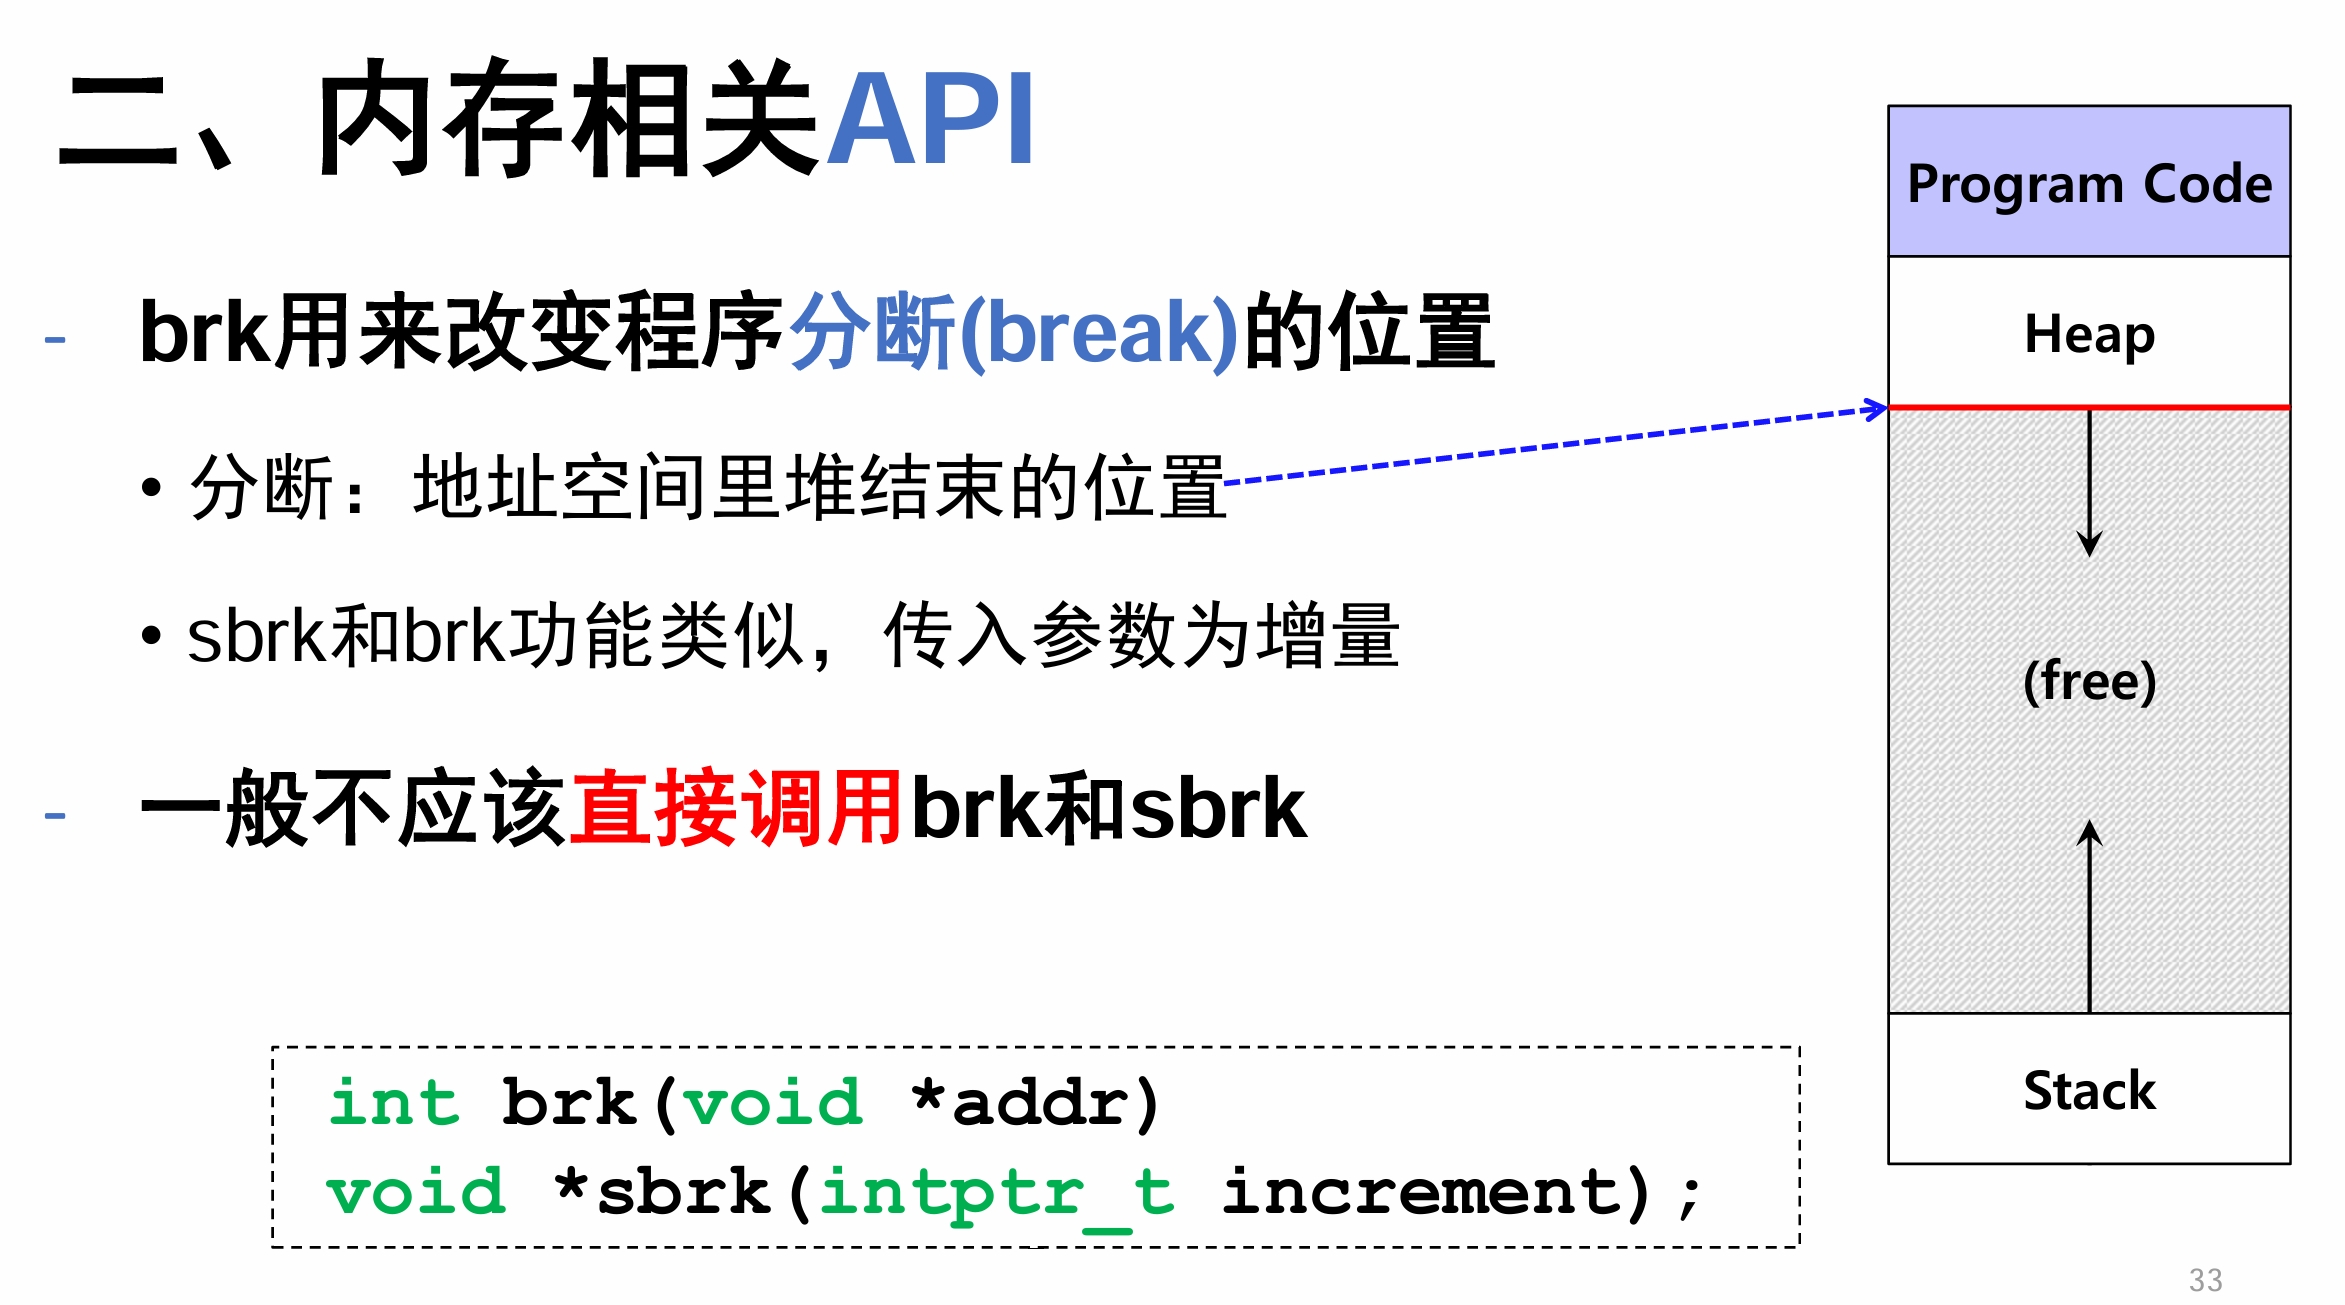 二、内存相关API
- brk用来改变程序分断(break)的位置
• 分断：地址空间里堆结束的位置
• sbrk和brk功能类似，传入参数为增量
- 一般不应该直接调用brk和sbrk
int brk(void *addr)
void *sbrk(intptr_t increment);
Program Code
Heap
(free)
Stack
33